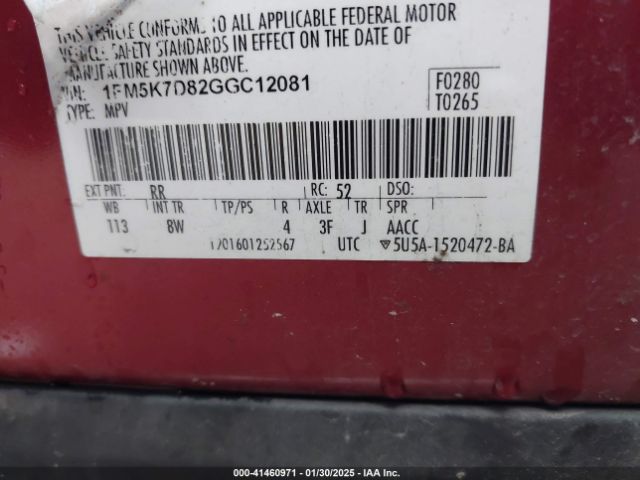 THIS VEHICLE CONFORMS TO ALL APPLICABLE FEDERAL MOTOR
VEHICLE SAFETY STANDARDS IN EFFECT ON THE DATE OF
MANUFACTURE SHOWN ABOVE.
VIN: 1FM5K7D82GGC12081
F0280
TYPE: MPV
T0265
EXT PNT: RR RC: 52 DSO:
WB INT TR TP/PS R AXLE TR SPR
113 8W 4 3F J AACC
1201601252567 UTC ▼5U5A-1520472-BA
000-41460971 | 01/30/2025 | IAA Inc.